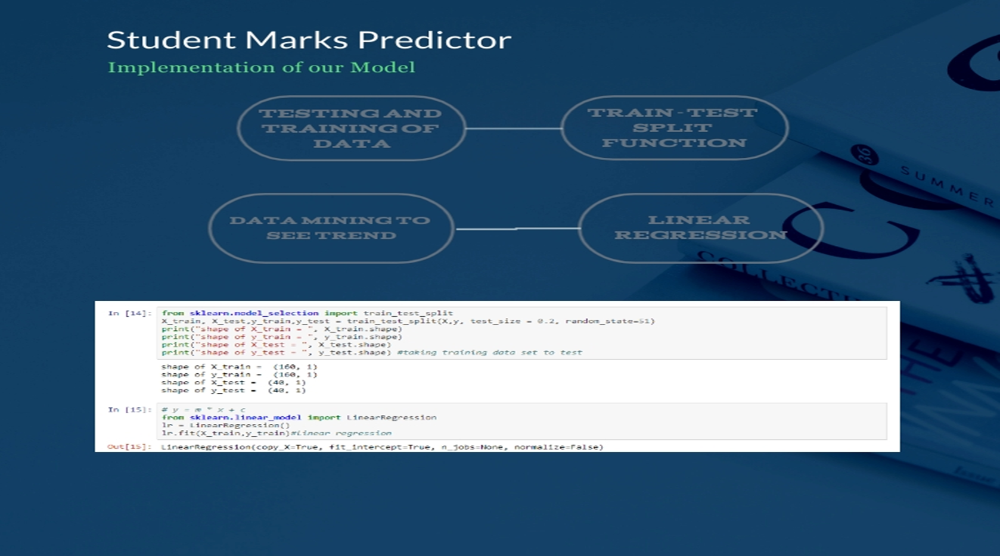 Student Marks Predictor
Implementation of our Model
TESTING AND
TRAINING OF
DATA
TRAIN - TEST
SPLIT
FUNCTION
DATA MINING TO
SEE TREND
LINEAR
REGRESSION
36
SUMMER
COLLECTI
THE
Issue
In [14]: from sklearn.model_selection import train_test_split
X_train, X_test,y_train,y_test = train_test_split(X,y, test_size = 0.2, random_state=51)
print("shape of X_train = ", X_train.shape)
print("shape of y_train = ", y_train.shape)
print("shape of X_test = ", X_test.shape)
print("shape of y_test = ", y_test.shape) #taking training data set to test
shape of X_train =  (160, 1)
shape of y_train =  (160, 1)
shape of X_test =  (40, 1)
shape of y_test =  (40, 1)
In [15]: # y = m * x + c
from sklearn.linear_model import LinearRegression
lr = LinearRegression()
lr.fit(X_train,y_train)#Linear regression
Out[15]: LinearRegression(copy_X=True, fit_intercept=True, n_jobs=None, normalize=False)